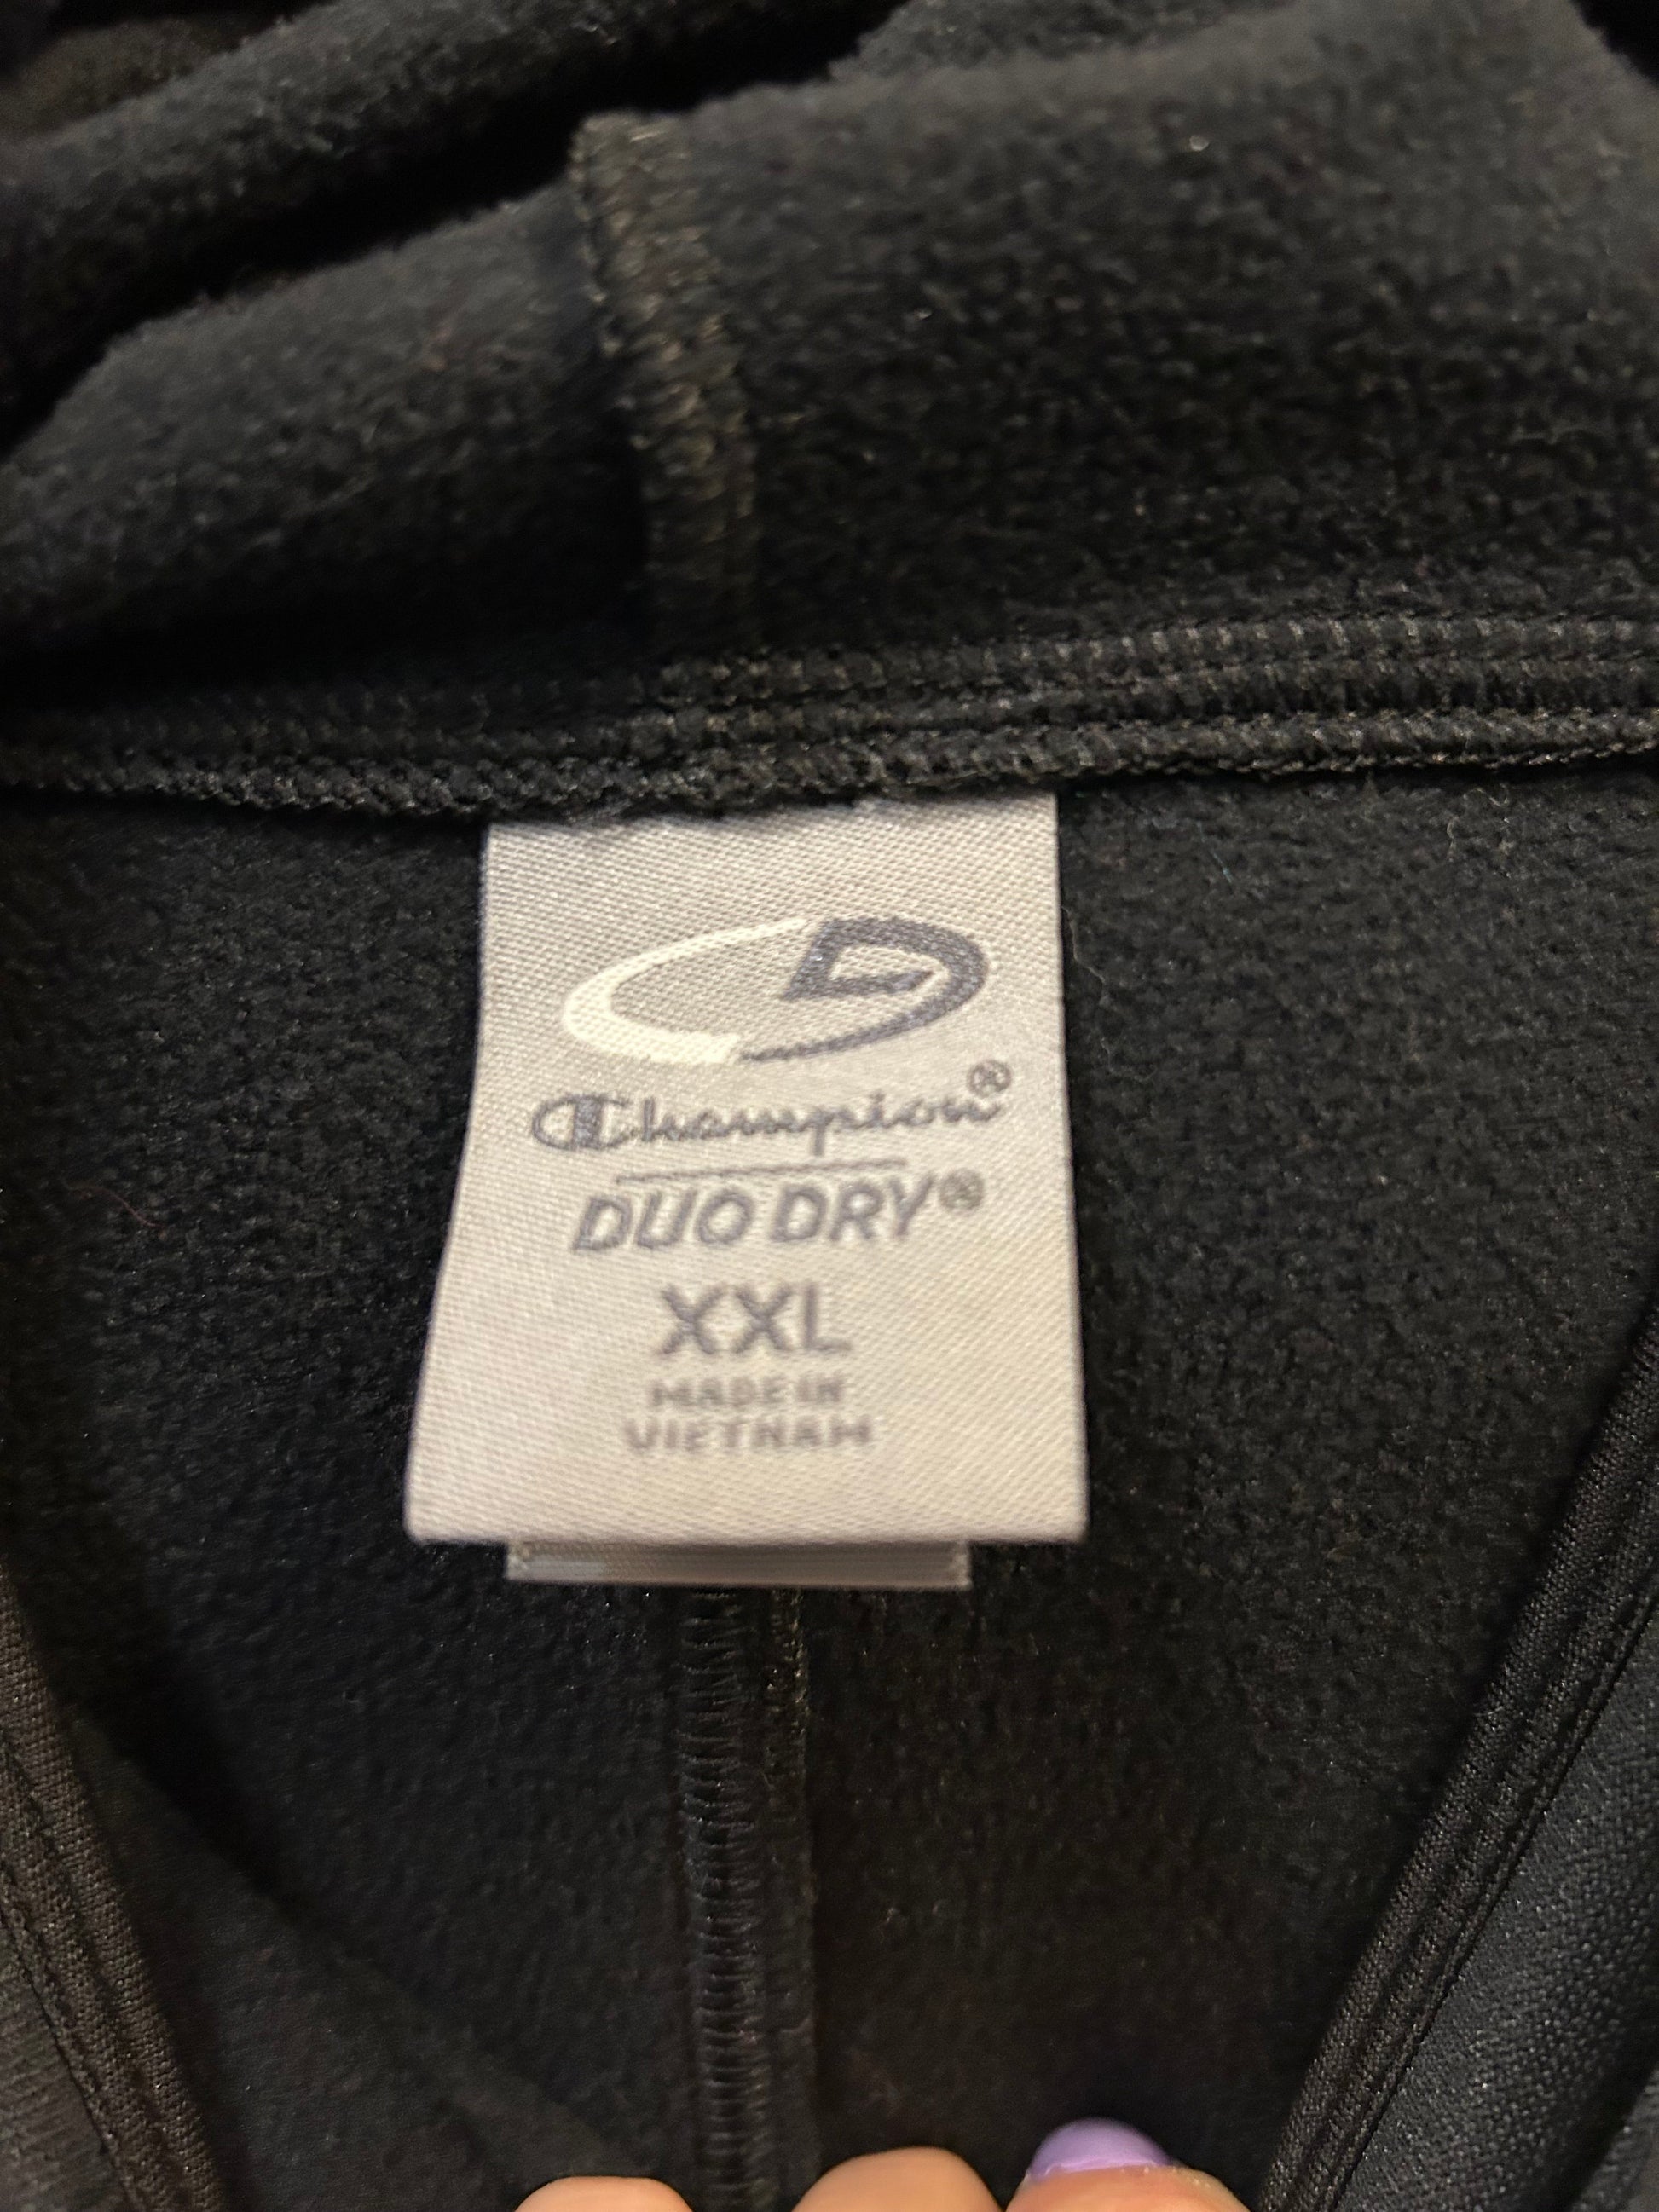 Champion®
DUO DRY®
XXL
MADE IN
VIETNAM